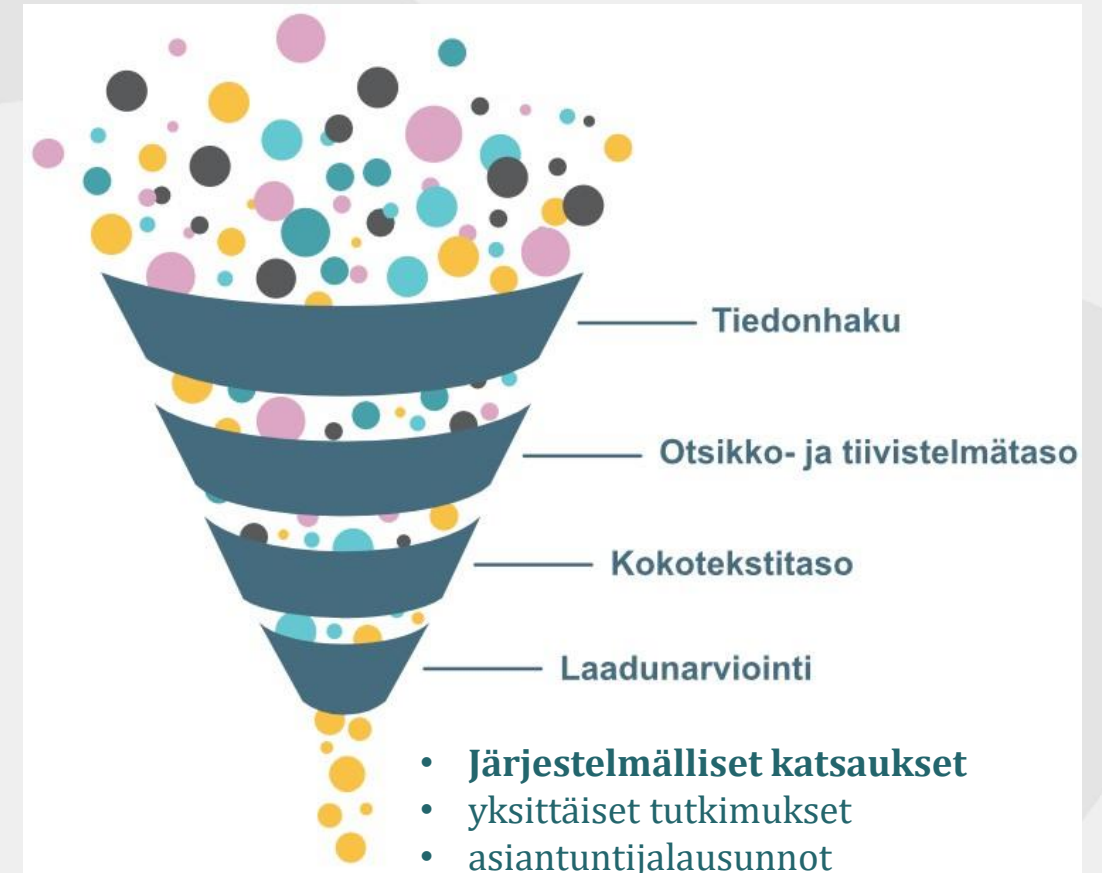 Tiedonhaku
Otsikko- ja tiivistelmätaso
Kokotekstitaso
Laadunarviointi
• Järjestelmälliset katsaukset
• yksittäiset tutkimukset
• asiantuntijalausunnot